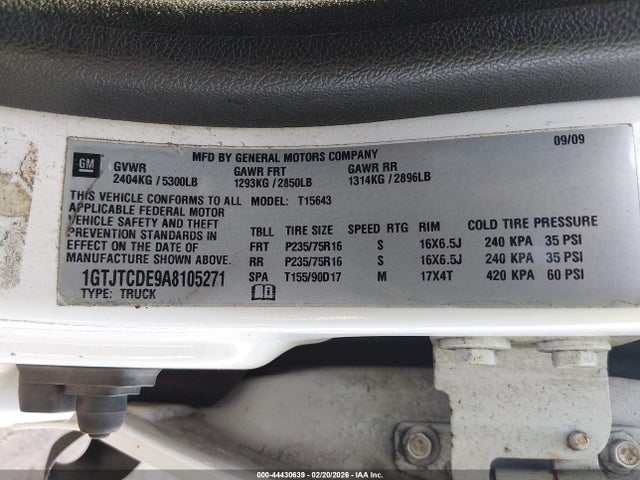 09/09
MFD BY GENERAL MOTORS COMPANY
GM GVWR GAWR FRT GAWR RR
2404KG / 5300LB 1293KG / 2850LB 1314KG / 2896LB
THIS VEHICLE CONFORMS TO ALL MODEL: T15643
APPLICABLE FEDERAL MOTOR
VEHICLE SAFETY AND THEFT
PREVENTION STANDARDS IN
EFFECT ON THE DATE OF
MANUFACTURE SHOWN ABOVE.
1GTJTCDE9A8105271
TYPE: TRUCK
TBLL TIRE SIZE SPEED RTG RIM COLD TIRE PRESSURE
FRT P235/75R16 S 16X6.5J 240 KPA 35 PSI
RR P235/75R16 S 16X6.5J 240 KPA 35 PSI
SPA T155/90D17 M 17X4T 420 KPA 60 PSI
000-44430639 - 02/20/2026 - IAAI.COM